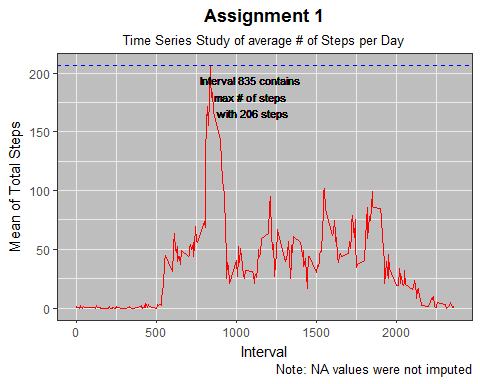 Assignment 1
Time Series Study of average # of Steps per Day
200
150
100
50
0
Mean of Total Steps
Interval 835 contains
max # of steps
with 206 steps
0
500
1000
1500
2000
Interval
Note: NA values were not imputed